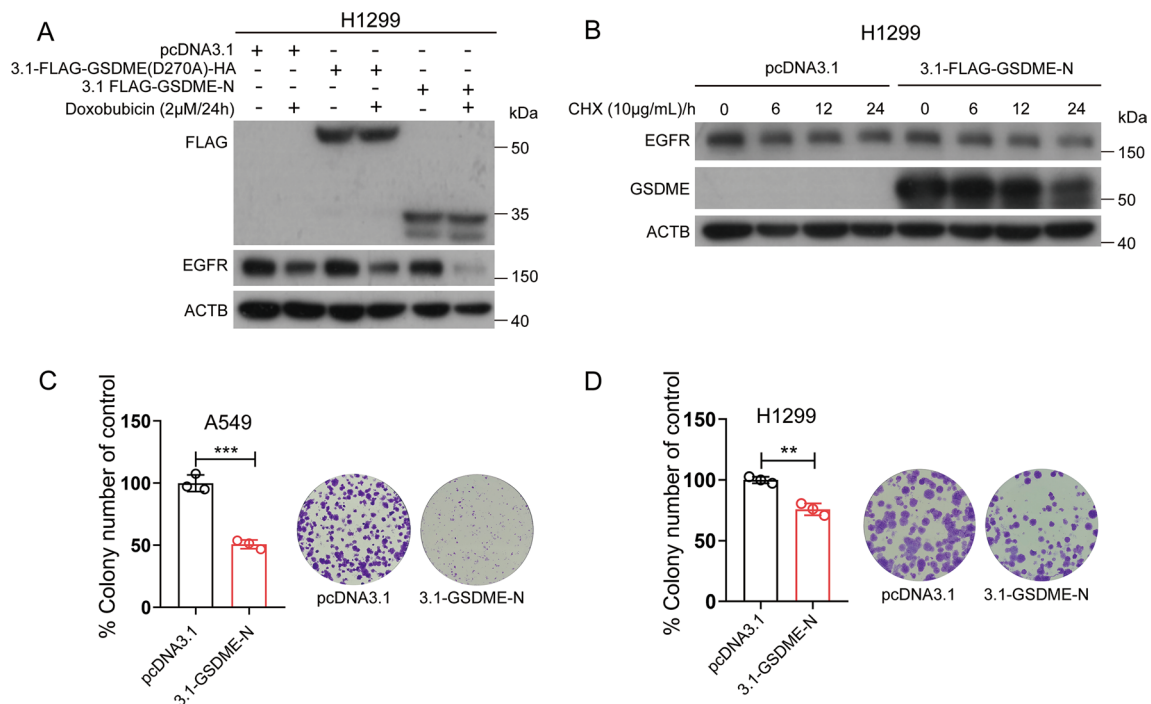 A
H1299
pcDNA3.1 + + - - - -
3.1-FLAG-GSDME(D270A)-HA - - + + - -
3.1 FLAG-GSDME-N - - - - + +
Doxobubicin (2μM/24h) - + - + - +
kDa
FLAG
50
35
EGFR
150
ACTB
40
B
H1299
pcDNA3.1 3.1-FLAG-GSDME-N
CHX (10μg/mL)/h 0 6 12 24 0 6 12 24
kDa
EGFR
150
GSDME
50
ACTB
40
C
% Colony number of control
A549
150
100
50
0
***
pcDNA3.1
3.1-GSDME-N
pcDNA3.1
3.1-GSDME-N
D
% Colony number of control
H1299
150
100
50
0
**
pcDNA3.1
3.1-GSDME-N
pcDNA3.1
3.1-GSDME-N